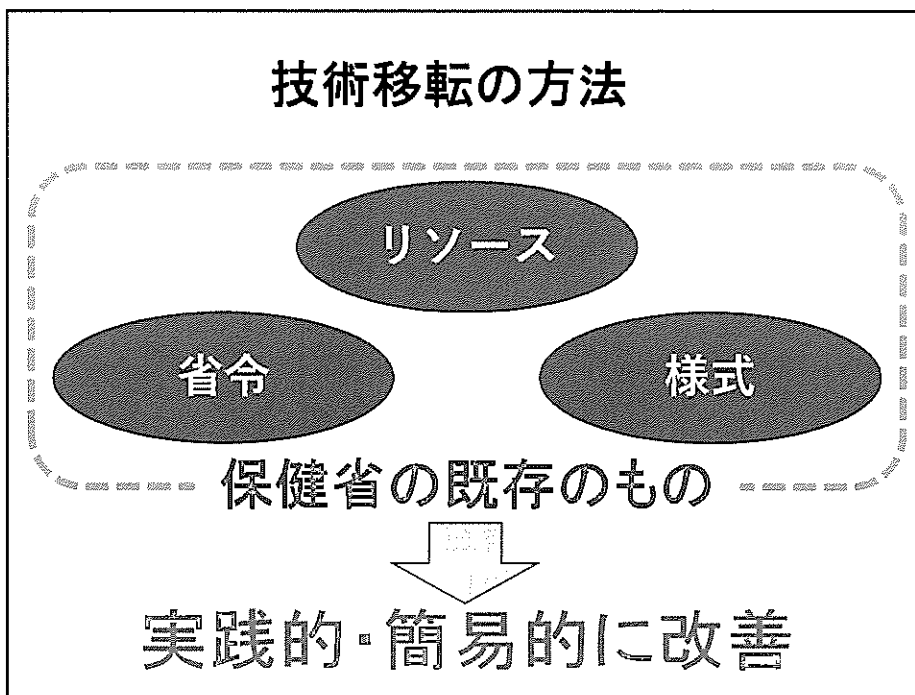 技術移転の方法
リソース
省令
様式
保健省の既存のもの
実践的・簡易的に改善